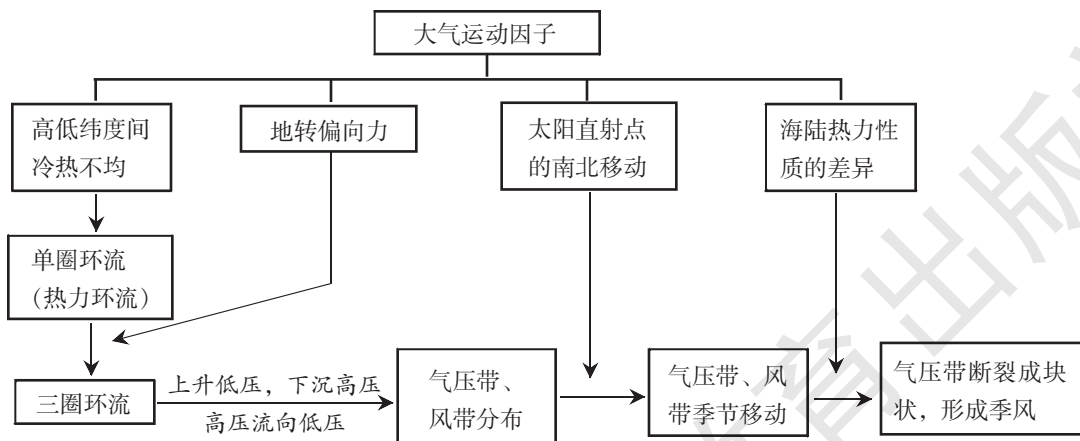 大气运动因子
高低纬度间
冷热不均
地转偏向力
太阳直射点
的南北移动
海陆热力性
质的差异
单圈环流
（热力环流）
三圈环流
上升低压，下沉高压
高压流向低压
气压带、
风带分布
气压带、风
带季节移动
气压带断裂成块
状，形成季风
育出版